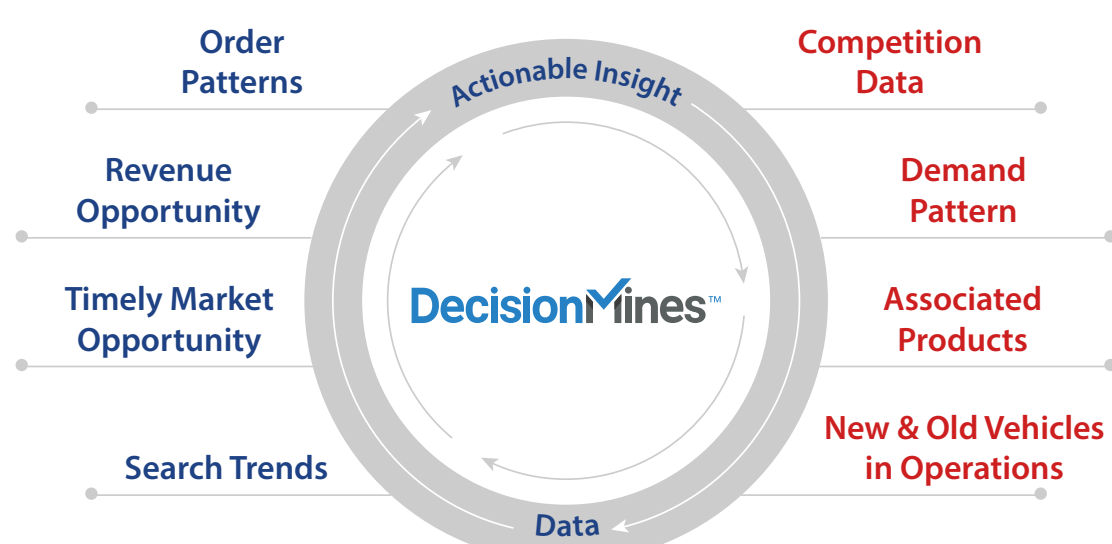 Order
Patterns
Revenue
Opportunity
Timely Market
Opportunity
Search Trends
Actionable Insight
DecisionMines™
Data
Competition
Data
Demand
Pattern
Associated
Products
New & Old Vehicles
in Operations